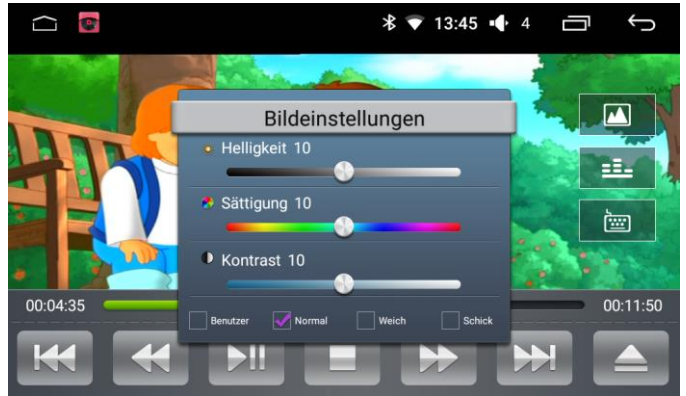 13:45 4
Bildeinstellungen
Helligkeit 10
Sättigung 10
Kontrast 10
00:04:35 00:11:50
Benutzer Normal Weich Schick